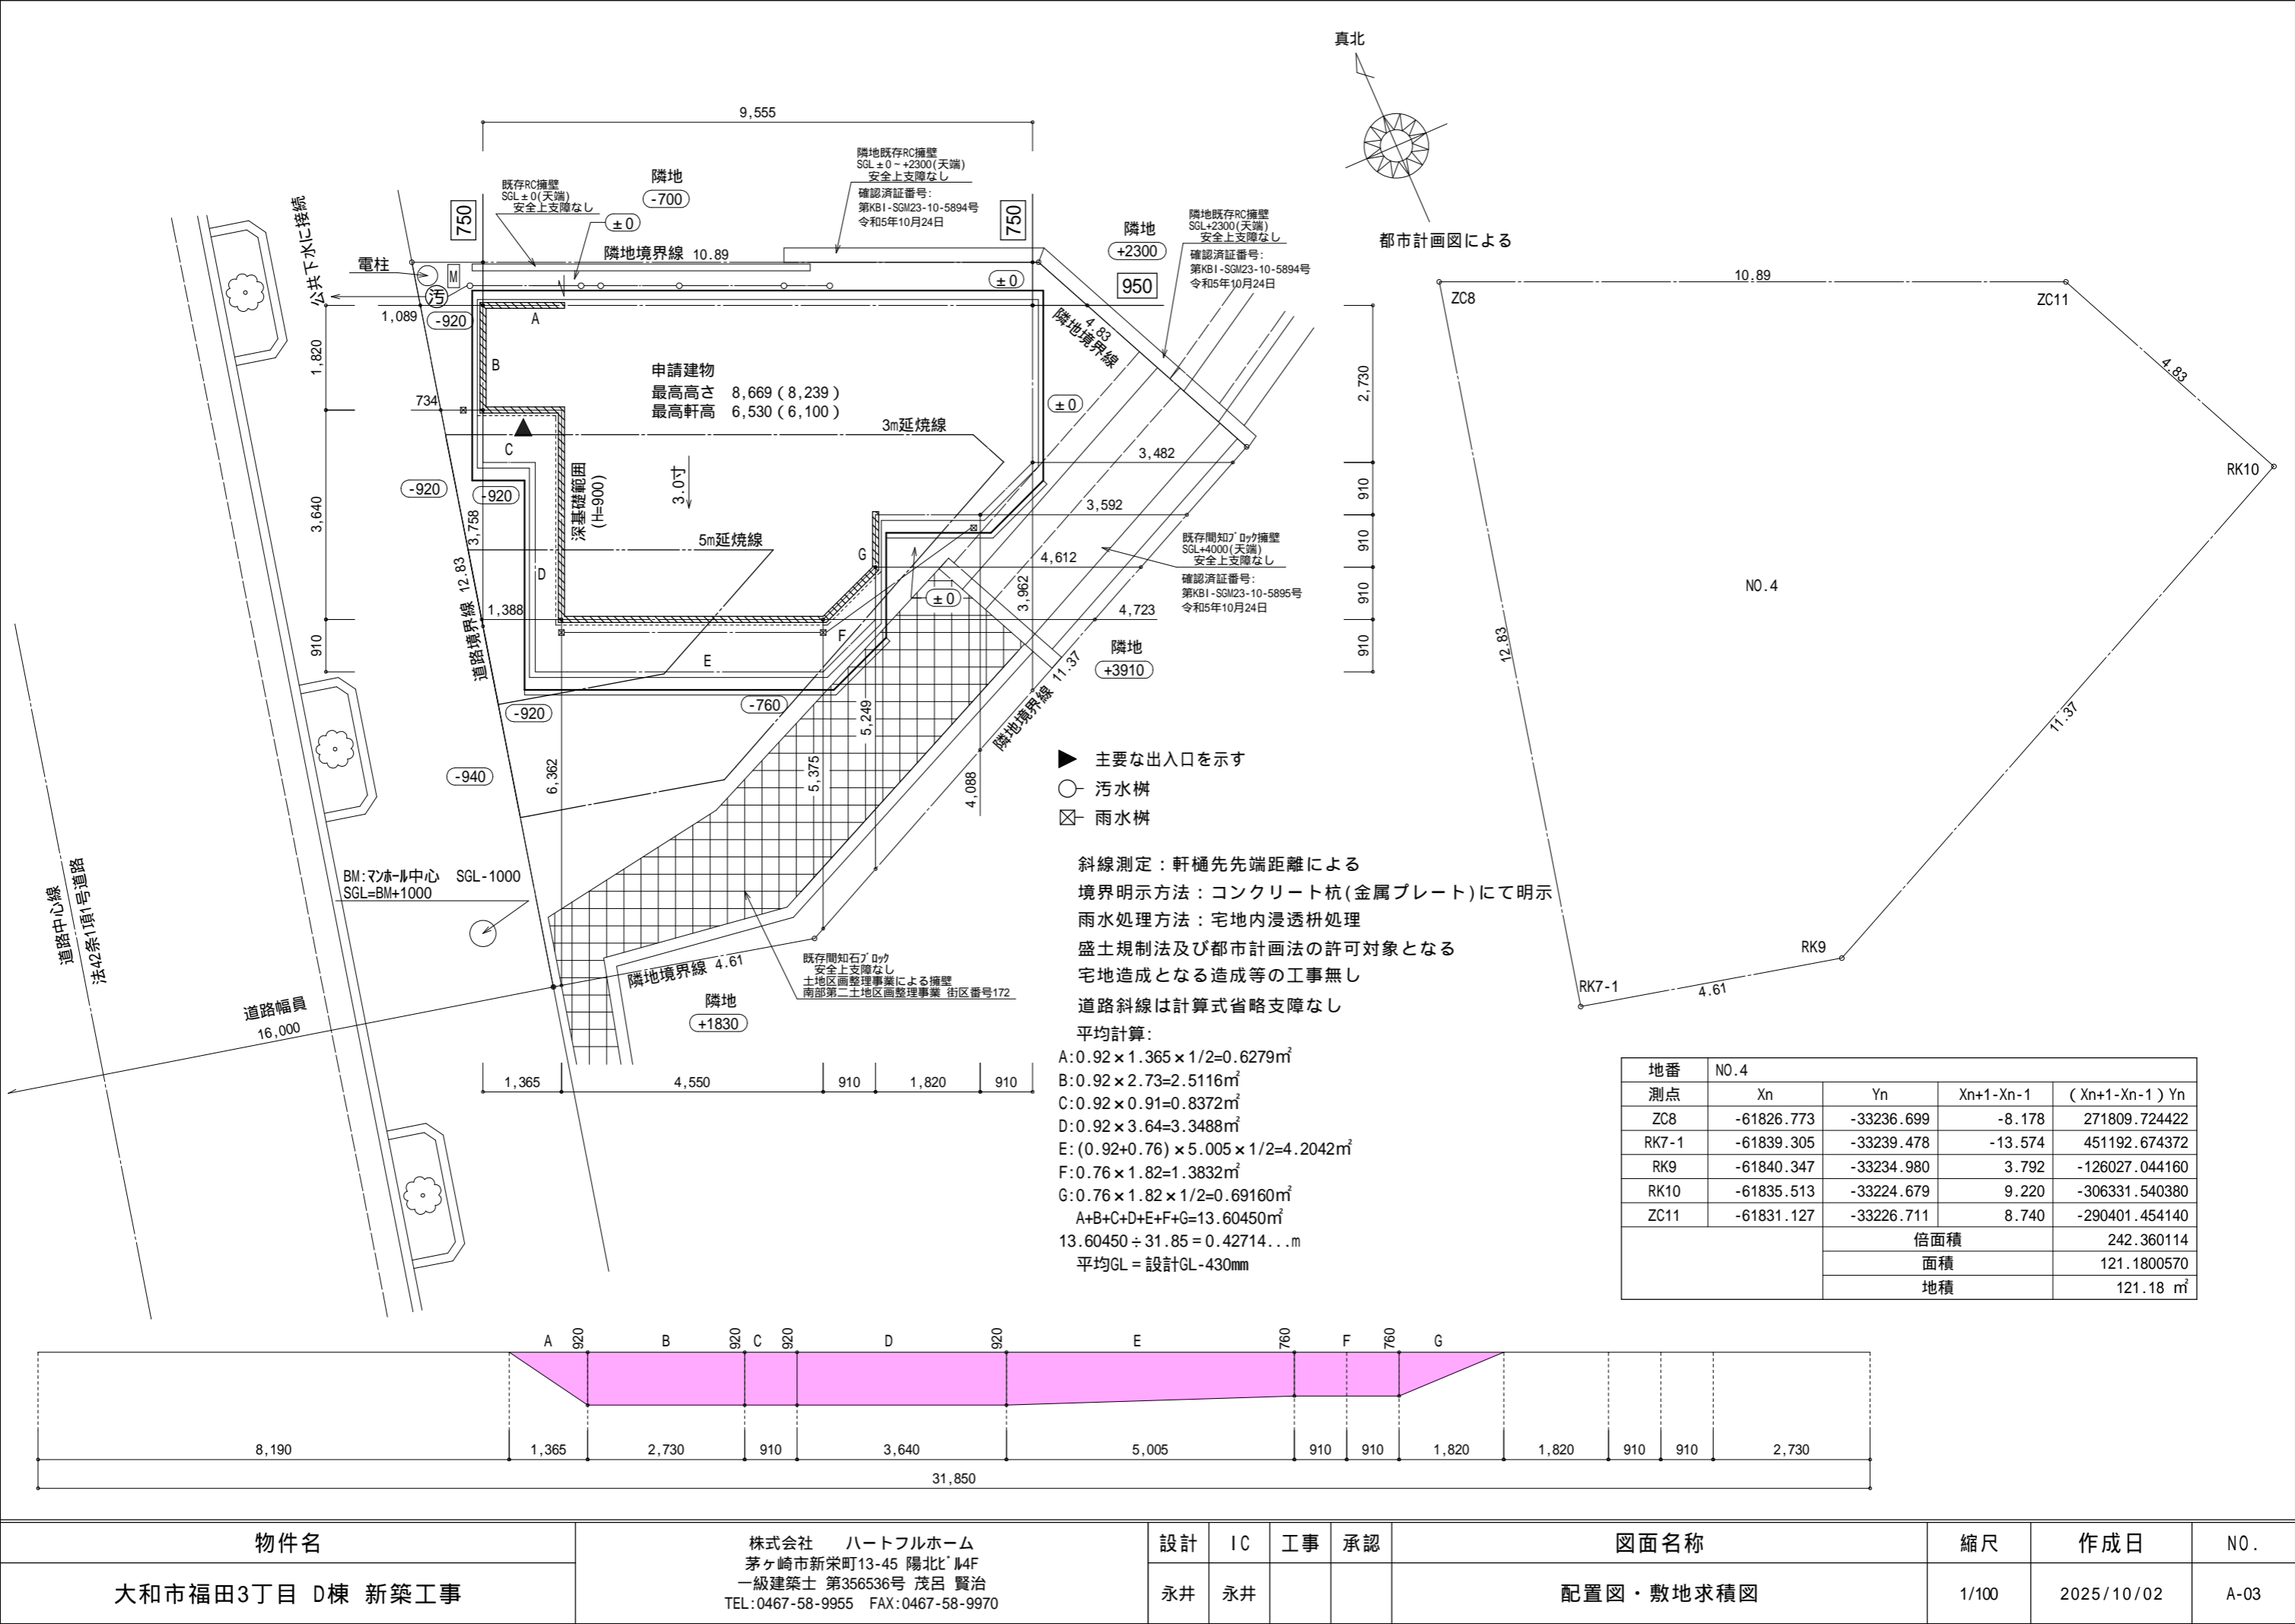 真北
都市計画図による
9,555
隣地既存RC擁壁
SGL±0~+2300(天端)
安全上支障なし
確認済証番号:
第KBI-SGM23-10-5894号
令和5年10月24日
隣地
-700
既存RC擁壁
SGL±0(天端)
安全上支障なし
±0
750
750
隣地境界線 10.89
隣地
+2300
950
隣地既存RC擁壁
SGL+2300(天端)
安全上支障なし
確認済証番号:
第KBI-SGM23-10-5894号
令和5年10月24日
公共下水に接続
電柱
M
汚
±0
1,089
-920
A
B
4.83
隣地境界線
1,820
734
申請建物
最高高さ 8,669(8,239)
最高軒高 6,530(6,100)
±0
3m延焼線
2,730
C
3,482
-920
-920
深基礎範囲
(H=900)
3.0寸
910
3,592
3,640
3,758
5m延焼線
G
4,612
910
既存間知ブロック擁壁
SGL+4000(天端)
安全上支障なし
確認済証番号:
第KBI-SGM23-10-5895号
令和5年10月24日
D
±0
3,962
910
1,388
F
4,723
道路境界線 12.83
910
E
910
隣地
+3910
隣地境界線 11.37
-920
-760
5,249
-940
6,362
5,375
4,088
▲ 主要な出入口を示す
汚水桝
雨水桝
BM:マンホール中心 SGL-1000
SGL=BM+1000
道路中心線
法42条1項1号道路
道路幅員
16,000
隣地境界線 4.61
隣地
+1830
既存間知石ブロック
安全上支障なし
土地区画整理事業による擁壁
南部第二土地区画整理事業 街区番号172
1,365
4,550
910
1,820
910
斜線測定:軒樋先先端距離による
境界明示方法:コンクリート杭(金属プレート)にて明示
雨水処理方法:宅地内浸透枡処理
盛土規制法及び都市計画法の許可対象となる
宅地造成となる造成等の工事無し
道路斜線は計算式省略支障なし
平均計算:
A:0.92×1.365×1/2=0.6279㎡
B:0.92×2.73=2.5116㎡
C:0.92×0.91=0.8372㎡
D:0.92×3.64=3.3488㎡
E:(0.92+0.76)×5.005×1/2=4.2042㎡
F:0.76×1.82=1.3832㎡
G:0.76×1.82×1/2=0.69160㎡
A+B+C+D+E+F+G=13.60450㎡
13.60450÷31.85=0.42714...m
平均GL=設計GL-430㎜
ZC8
10.89
ZC11
4.83
RK10
NO.4
12.83
11.37
RK9
RK7-1
4.61
地番 NO.4
測点 Xn Yn Xn+1-Xn-1 (Xn+1-Xn-1)Yn
ZC8 -61826.773 -33236.699 -8.178 271809.724422
RK7-1 -61839.305 -33239.478 -13.574 451192.674372
RK9 -61840.347 -33234.980 3.792 -126027.044160
RK10 -61835.513 -33224.679 9.220 -306331.540380
ZC11 -61831.127 -33226.711 8.740 -290401.454140
倍面積 242.360114
面積 121.1800570
地積 121.18 ㎡
A 920 B 920 C 920 D 920 E 760 F 760 G
8,190 1,365 2,730 910 3,640 5,005 910 910 1,820 1,820 910 910 2,730
31,850
物件名
大和市福田3丁目 D棟 新築工事
株式会社 ハートフルホーム
茅ヶ崎市新栄町13-45 陽北ビル4F
一級建築士 第356536号 茂呂 賢治
TEL:0467-58-9955 FAX:0467-58-9970
設計 IC 工事 承認
永井 永井
図面名称
配置図・敷地求積図
縮尺
1/100
作成日
2025/10/02
NO.
A-03